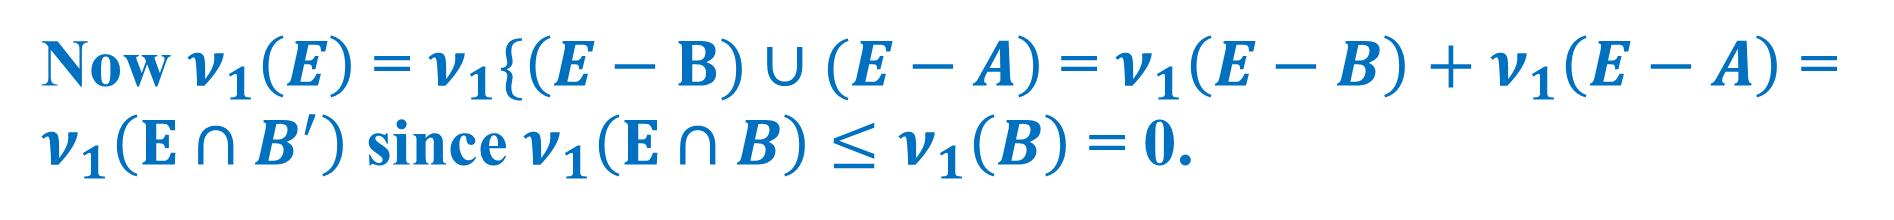 Now 𝝂₁(𝑬) = 𝝂₁{(𝑬 − B) ∪ (𝑬 − 𝑨) = 𝝂₁(𝑬 − 𝑩) + 𝝂₁(𝑬 − 𝑨) =
𝝂₁(E ∩ 𝑩′) since 𝝂₁(E ∩ 𝑩) ≤ 𝝂₁(𝑩) = 0.